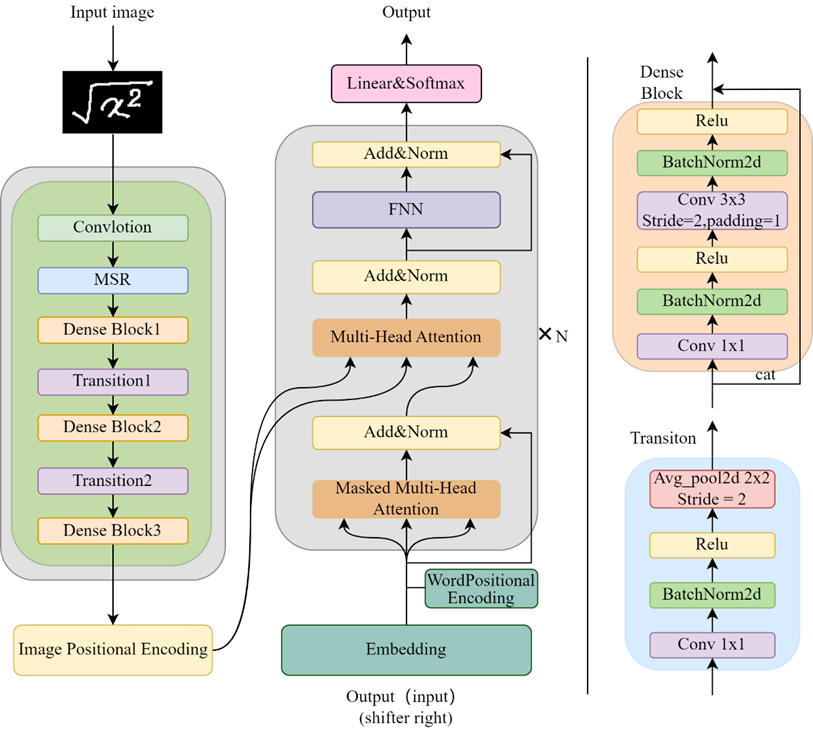 Input image
√x²
Convlotion
MSR
Dense Block1
Transition1
Dense Block2
Transition2
Dense Block3
Image Positional Encoding
Output
Linear&Softmax
Add&Norm
FNN
Add&Norm
Multi-Head Attention
× N
Add&Norm
Masked Multi-Head
Attention
WordPositional
Encoding
Embedding
Output（input）
(shifter right)
Dense
Block
Relu
BatchNorm2d
Conv 3x3
Stride=2,padding=1
Relu
BatchNorm2d
Conv 1x1
cat
Transiton
Avg_pool2d 2x2
Stride = 2
Relu
BatchNorm2d
Conv 1x1